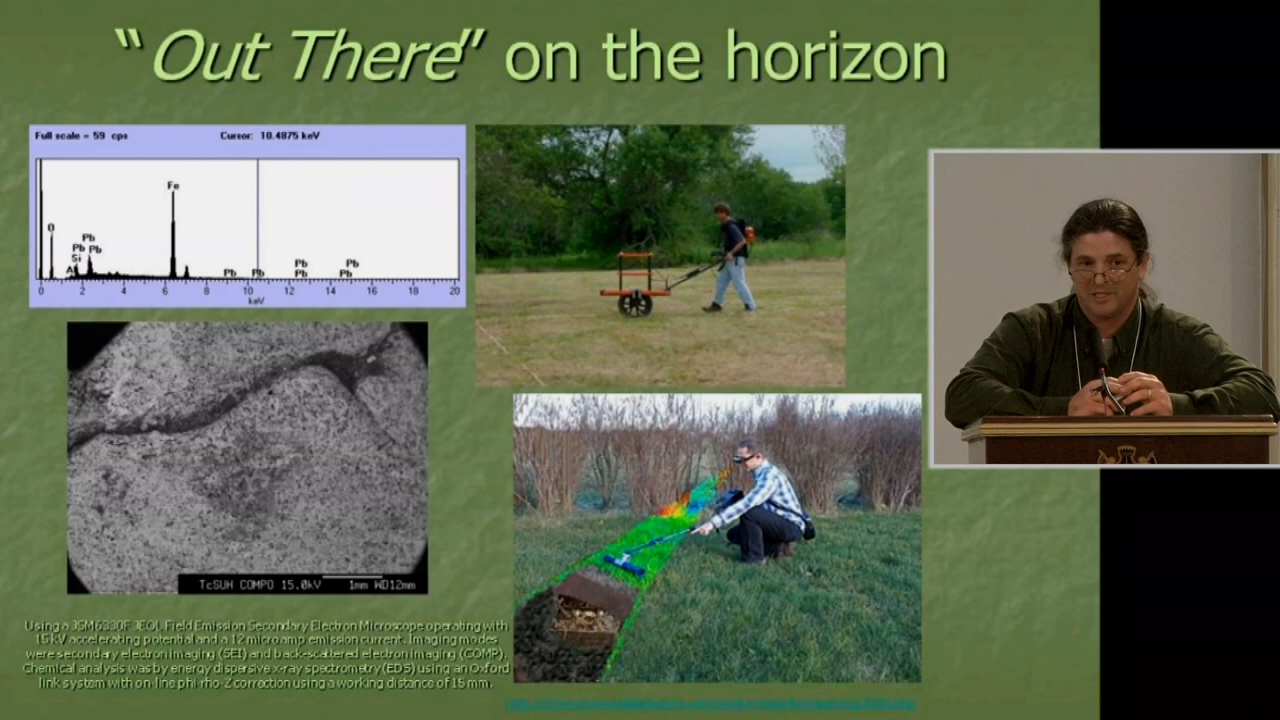 “Out There” on the horizon
Full scale = 59 cps Cursor: 10.4875 keV
Fe
O
Pb
Pb Pb
Si
Al
Pb Pb Pb Pb
Pb Pb
0 2 4 6 8 10 12 14 16 18 20
keV
TcSUH COMPO 15.0kV 1mm WD12mm
Using a JSM6330F JEOL Field Emission Secondary Electron Microscope operating with
15 kV accelerating potential and a 12 microamp emission current. Imaging modes
were secondary electron imaging (SEI) and back-scattered electron imaging (COMP).
Chemical analysis was by energy dispersive x-ray spectrometry (EDS) using an Oxford
link system with on-line phi-rho-Z correction using a working distance of 15 mm.